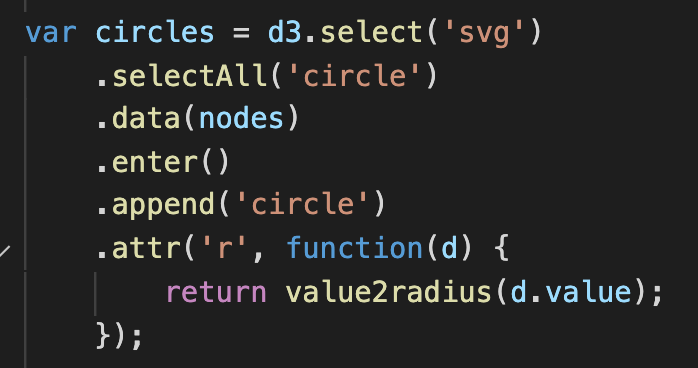 var circles = d3.select('svg')
.selectAll('circle')
.data(nodes)
.enter()
.append('circle')
.attr('r', function(d) {
return value2radius(d.value);
});